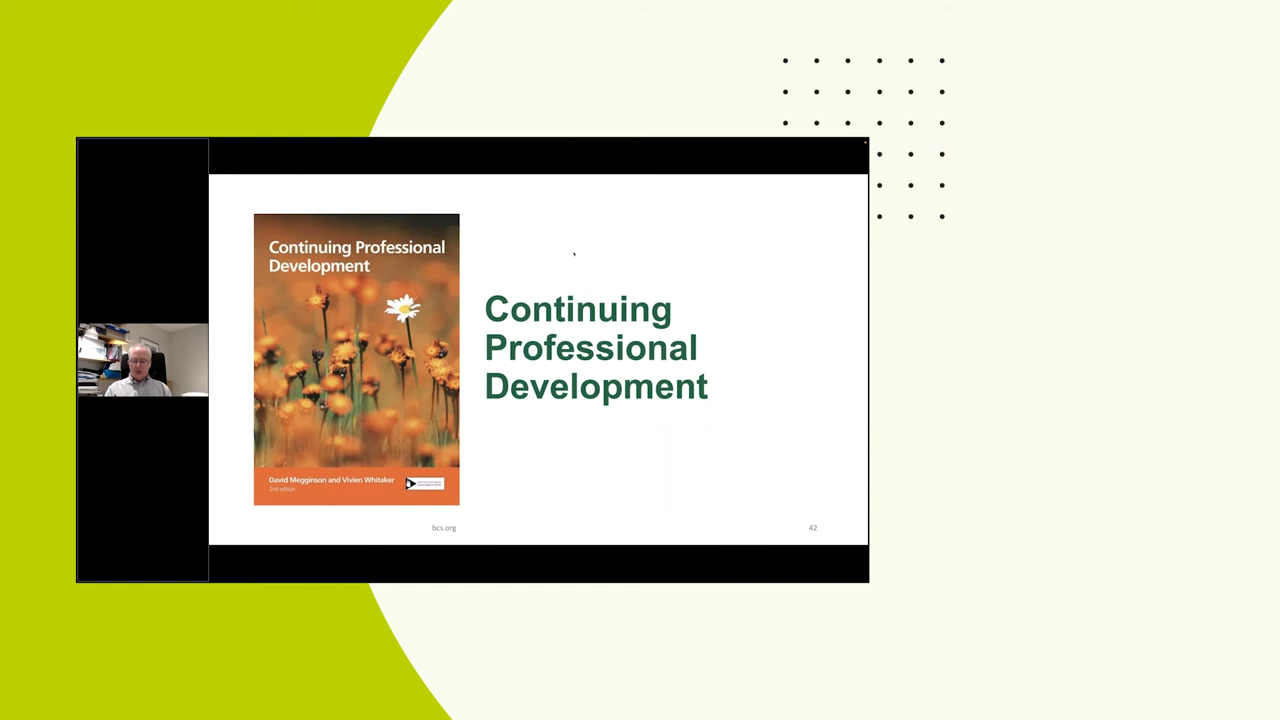 Continuing Professional
Development
David Megginson and Vivien Whitaker
2nd edition
Continuing
Professional
Development
bcs.org
42